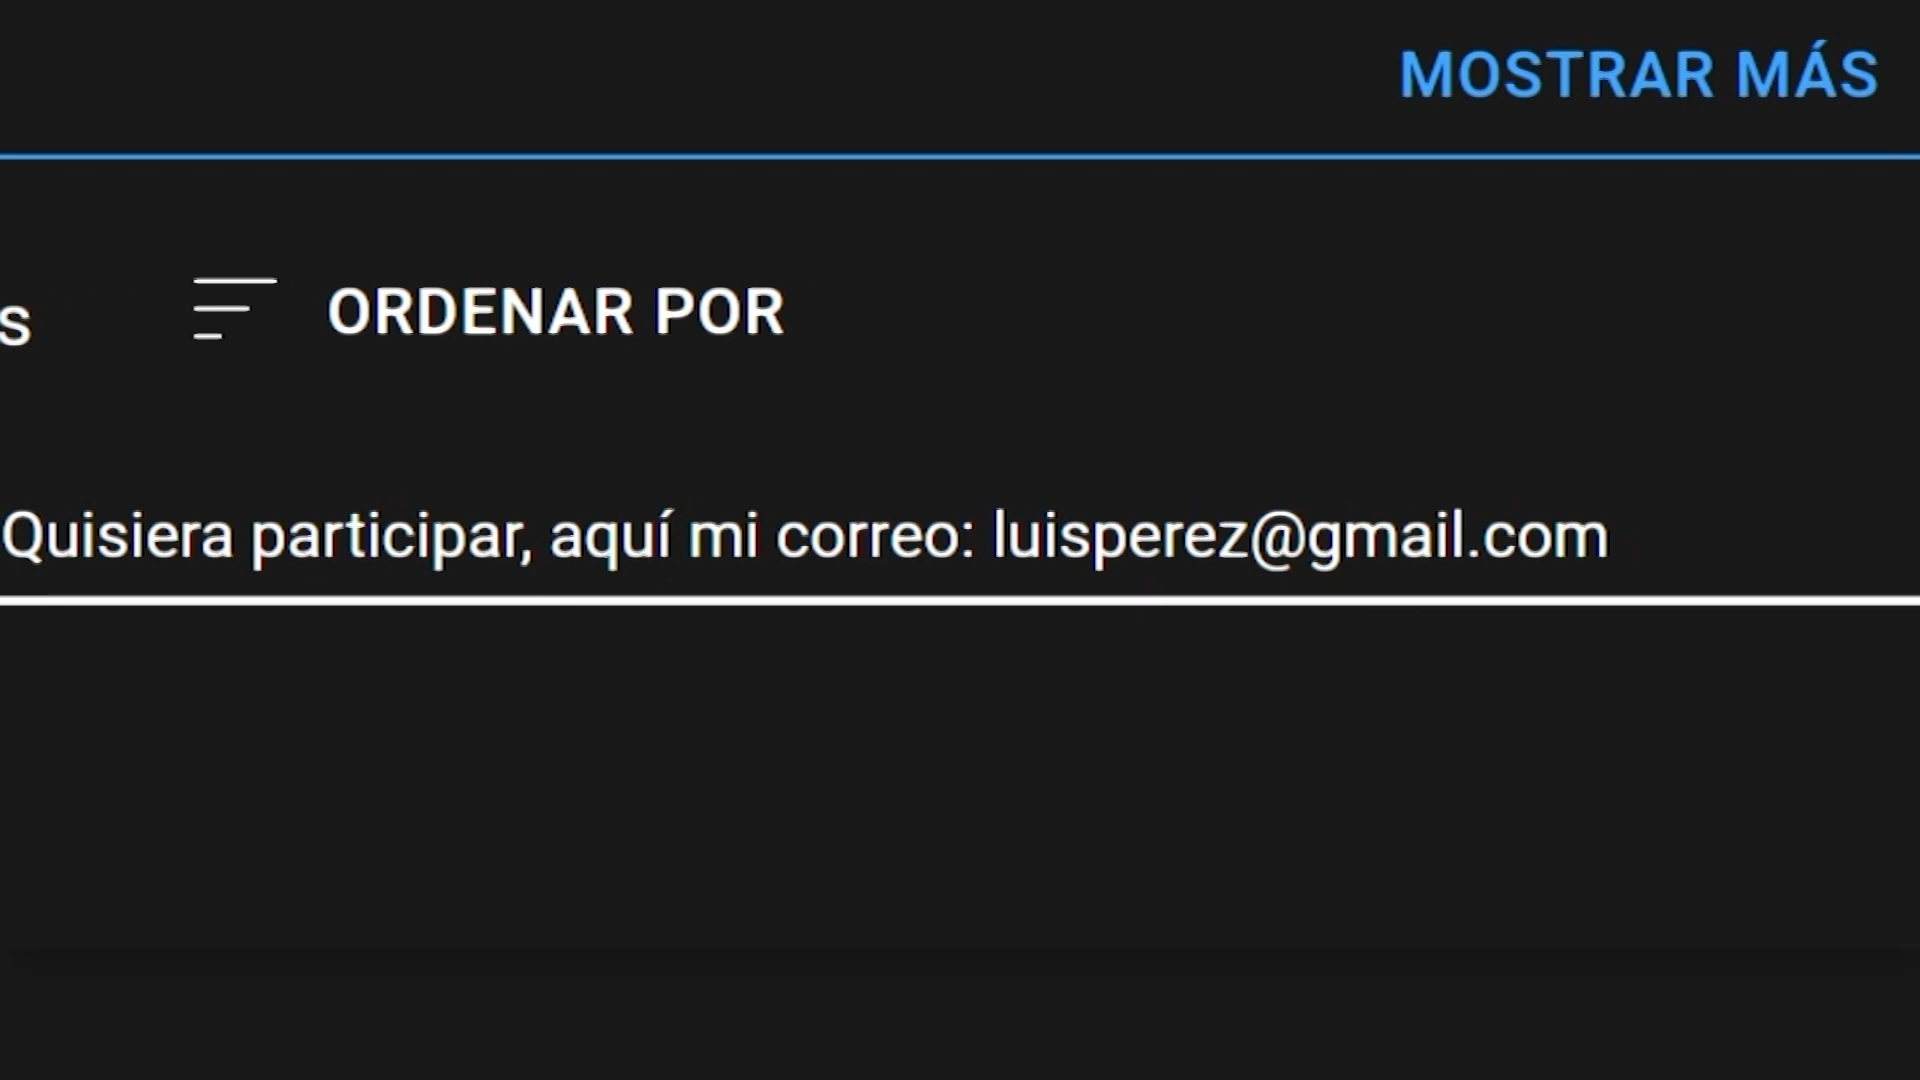 MOSTRAR MÁS
s ORDENAR POR
Quisiera participar, aquí mi correo: luisperez@gmail.com